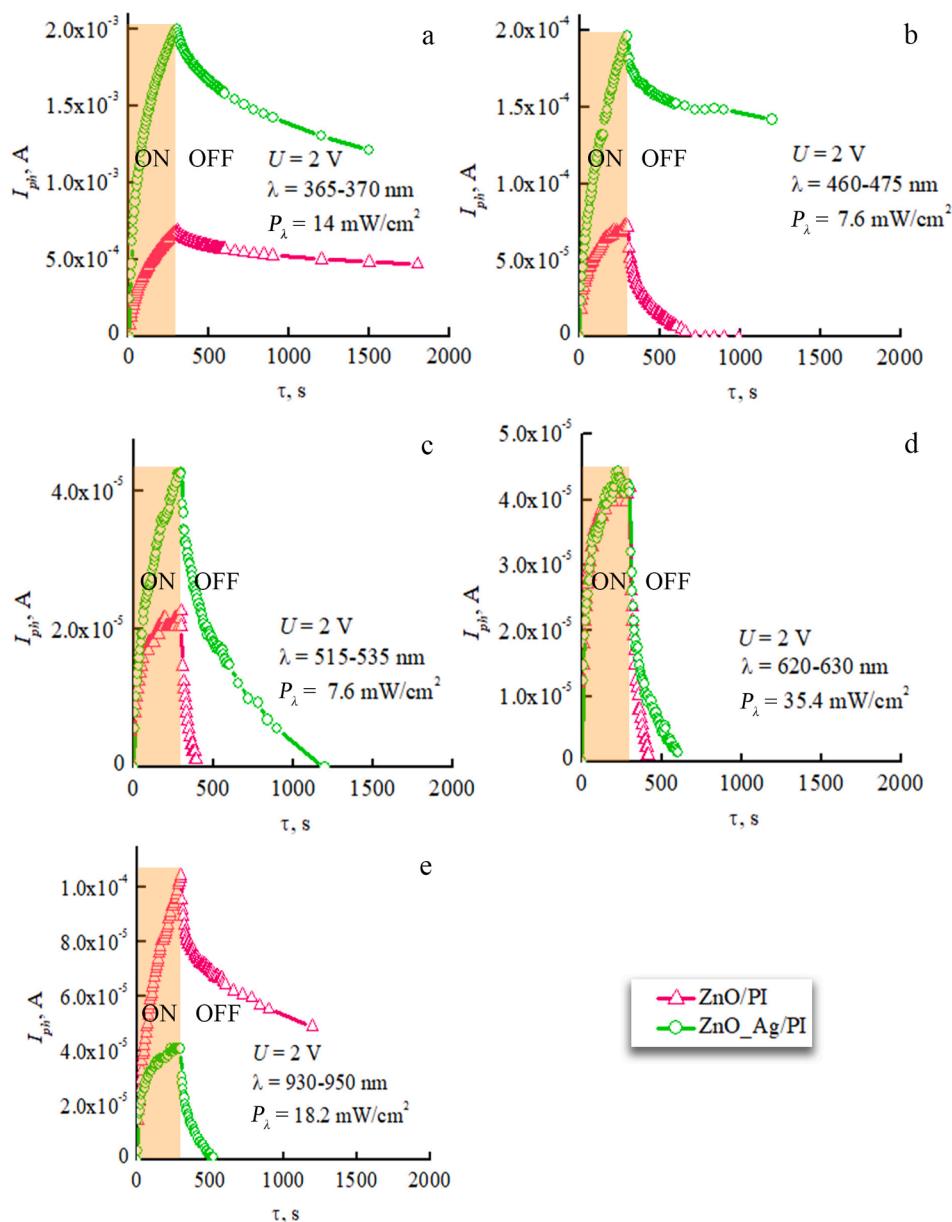 a
2.0x10⁻³
1.5x10⁻³
1.0x10⁻³
5.0x10⁻⁴
0
I_ph, A
ON OFF
U = 2 V
λ = 365-370 nm
P_λ = 14 mW/cm²
0 500 1000 1500 2000
τ, s
b
2.0x10⁻⁴
1.5x10⁻⁴
1.0x10⁻⁴
5.0x10⁻⁵
0
I_ph, A
ON OFF
U = 2 V
λ = 460-475 nm
P_λ = 7.6 mW/cm²
0 500 1000 1500 2000
τ, s
c
4.0x10⁻⁵
2.0x10⁻⁵
0
I_ph, A
ON OFF
U = 2 V
λ = 515-535 nm
P_λ = 7.6 mW/cm²
0 500 1000 1500 2000
τ, s
d
5.0x10⁻⁵
4.0x10⁻⁵
3.0x10⁻⁵
2.0x10⁻⁵
1.0x10⁻⁵
0
I_ph, A
ON OFF
U = 2 V
λ = 620-630 nm
P_λ = 35.4 mW/cm²
0 500 1000 1500 2000
τ, s
e
1.0x10⁻⁴
8.0x10⁻⁵
6.0x10⁻⁵
4.0x10⁻⁵
2.0x10⁻⁵
0
I_ph, A
ON OFF
U = 2 V
λ = 930-950 nm
P_λ = 18.2 mW/cm²
0 500 1000 1500 2000
τ, s
ZnO/PI
ZnO_Ag/PI